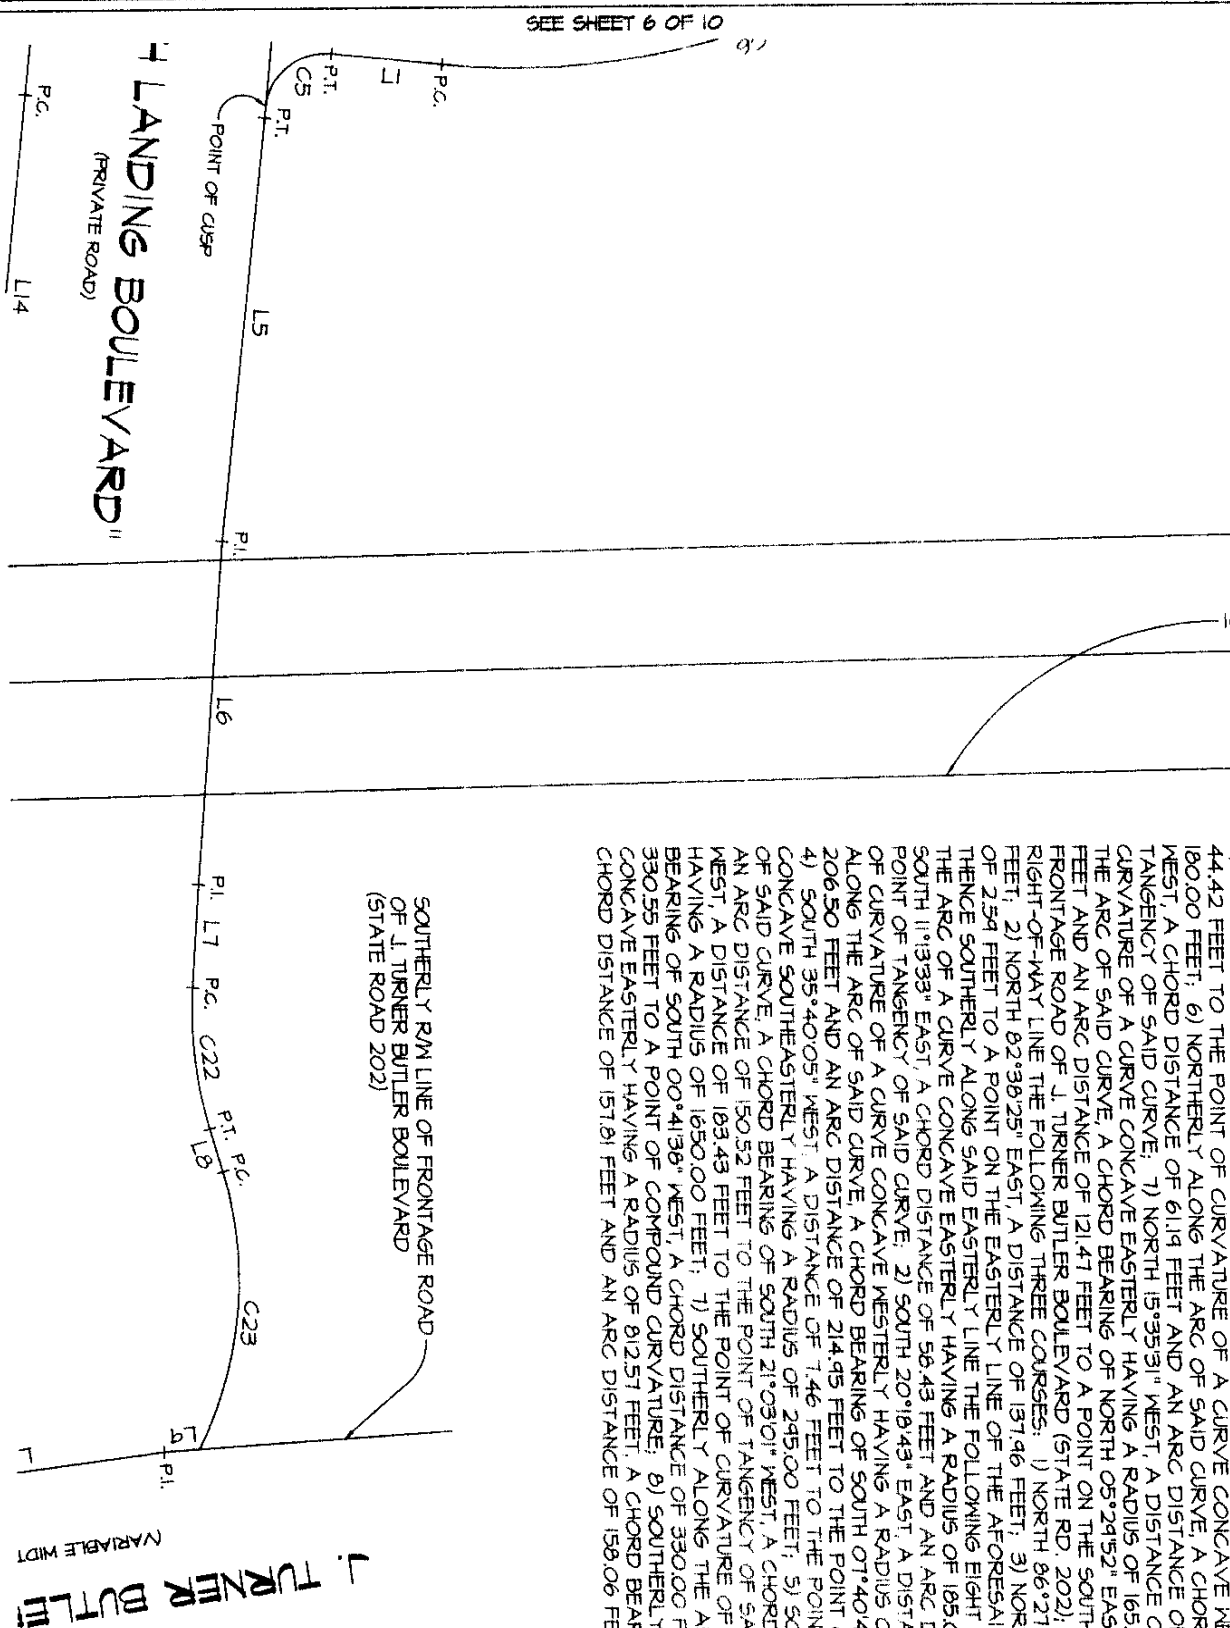 SEE SHEET 6 OF 10
44.42 FEET TO THE POINT OF CURVATURE OF A CURVE CONCAVE
180.00 FEET; 6) NORTHERLY ALONG THE ARC OF SAID CURVE, A CHOR
WEST, A CHORD DISTANCE OF 61.19 FEET AND AN ARC DISTANCE O
TANGENCY OF SAID CURVE; 7) NORTH 15°35'31" WEST, A DISTANCE O
CURVATURE OF A CURVE CONCAVE EASTERLY HAVING A RADIUS OF 165.
THE ARC OF SAID CURVE, A CHORD BEARING OF NORTH 05°29'52" EAS
FEET AND AN ARC DISTANCE OF 121.47 FEET TO A POINT ON THE SOUTH
FRONTAGE ROAD OF J. TURNER BUTLER BOULEVARD (STATE RD. 202);
RIGHT-OF-WAY LINE THE FOLLOWING THREE COURSES: 1) NORTH 86°27
FEET; 2) NORTH 82°38'25" EAST, A DISTANCE OF 137.96 FEET; 3) NOR
OF 2.59 FEET TO A POINT ON THE EASTERLY LINE OF THE AFORESAI
THENCE SOUTHERLY ALONG SAID EASTERLY LINE THE FOLLOWING EIGHT
THE ARC OF A CURVE CONCAVE EASTERLY HAVING A RADIUS OF 185.0
SOUTH 11°13'33" EAST, A CHORD DISTANCE OF 58.43 FEET AND AN ARC D
POINT OF TANGENCY OF SAID CURVE; 2) SOUTH 20°18'43" EAST, A DISTA
OF CURVATURE OF A CURVE CONCAVE WESTERLY HAVING A RADIUS O
ALONG THE ARC OF SAID CURVE, A CHORD BEARING OF SOUTH 07°40'4
206.50 FEET AND AN ARC DISTANCE OF 214.95 FEET TO THE POINT
4) SOUTH 35°40'05" WEST, A DISTANCE OF 7.46 FEET TO THE POIN
CONCAVE SOUTHEASTERLY HAVING A RADIUS OF 295.00 FEET; 5) SO
OF SAID CURVE, A CHORD BEARING OF SOUTH 21°03'01" WEST, A CHORD
AN ARC DISTANCE OF 150.52 FEET TO THE POINT OF TANGENCY OF SA
WEST, A DISTANCE OF 183.43 FEET TO THE POINT OF CURVATURE OF
HAVING A RADIUS OF 1650.00 FEET; 7) SOUTHERLY ALONG THE A
BEARING OF SOUTH 00°41'38" WEST, A CHORD DISTANCE OF 330.00 F
330.55 FEET TO A POINT OF COMPOUND CURVATURE; 8) SOUTHERLY
CONCAVE EASTERLY HAVING A RADIUS OF 812.57 FEET, A CHORD BEAR
CHORD DISTANCE OF 157.81 FEET AND AN ARC DISTANCE OF 158.06 FE
P.C.
L1
P.T.
C5
P.T.
POINT OF CUSP
L5
P.I.
L6
P.I.
L7
P.C.
C22
P.T.
P.C.
L8
C23
L9
P.I.
L
SOUTHERLY R/W LINE OF FRONTAGE ROAD
OF J. TURNER BUTLER BOULEVARD
(STATE ROAD 202)
H LANDING BOULEVARD"
(PRIVATE ROAD)
P.C.
L14
J. TURNER BUTLE
(VARIABLE WIDT